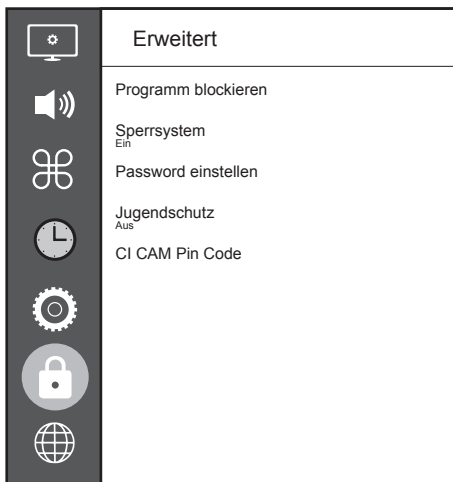 Erweitert
Programm blockieren
Sperrsystem
Ein
Password einstellen
Jugendschutz
Aus
CI CAM Pin Code